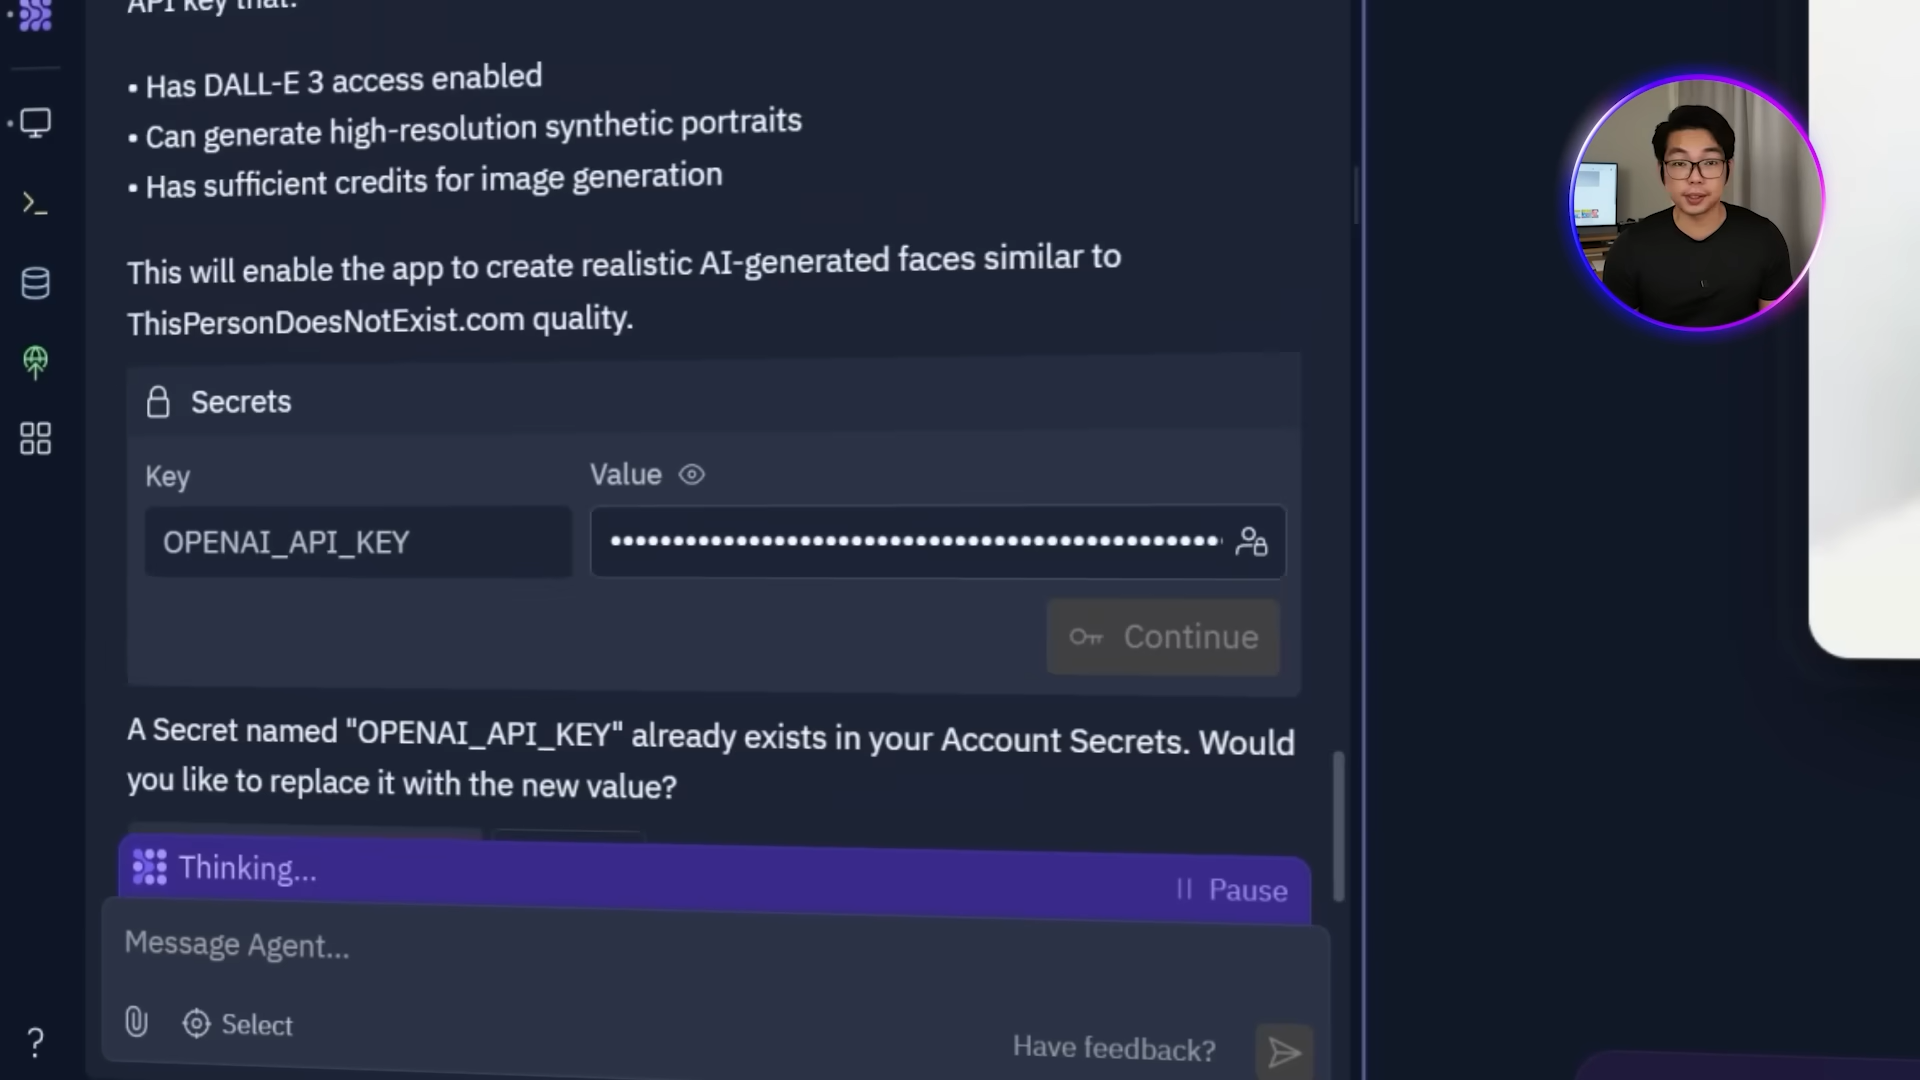 API key that:
• Has DALL-E 3 access enabled
• Can generate high-resolution synthetic portraits
• Has sufficient credits for image generation
This will enable the app to create realistic AI-generated faces similar to
ThisPersonDoesNotExist.com quality.
Secrets
Key
Value
OPENAI_API_KEY
Continue
A Secret named "OPENAI_API_KEY" already exists in your Account Secrets. Would
you like to replace it with the new value?
Thinking...
Pause
Message Agent...
Select
Have feedback?
?